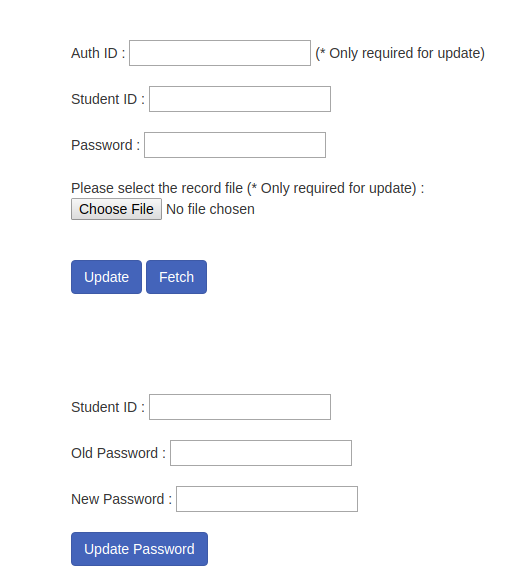 Auth ID : (* Only required for update)
Student ID :
Password :
Please select the record file (* Only required for update) :
Choose File No file chosen
Update Fetch
Student ID :
Old Password :
New Password :
Update Password